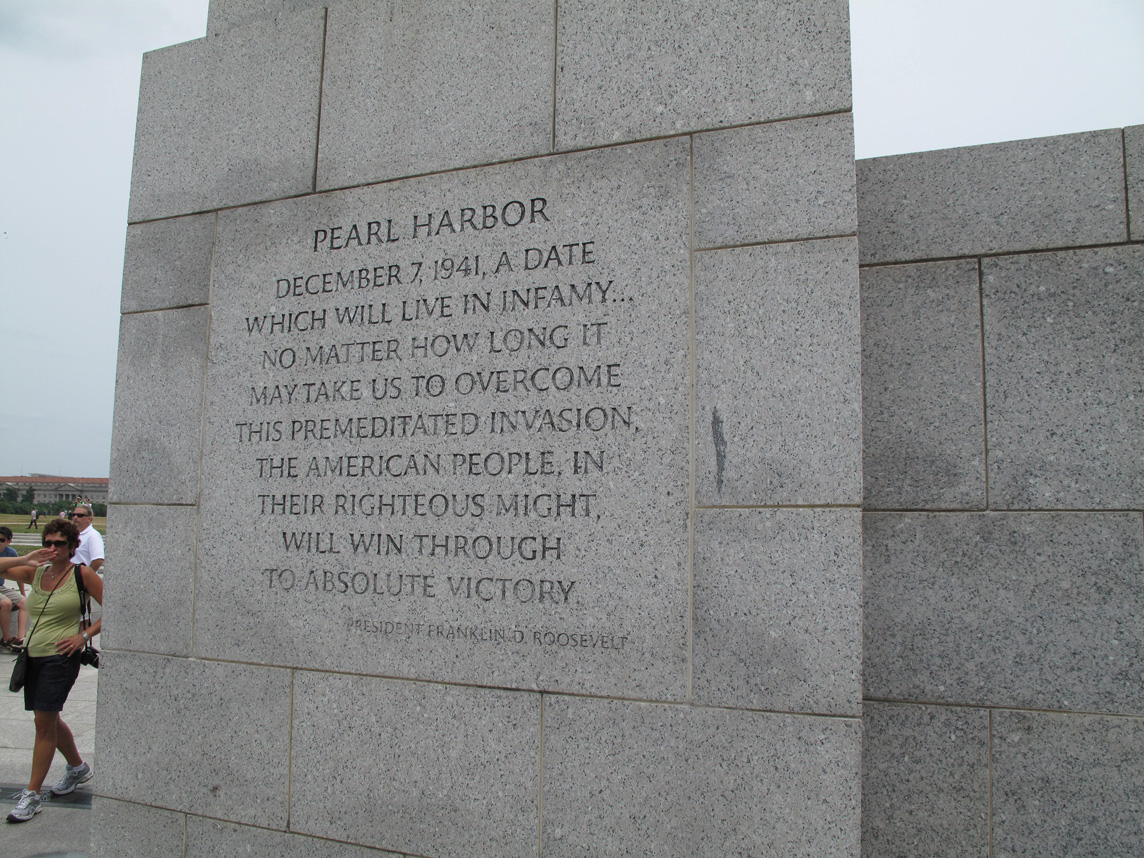 PEARL HARBOR
DECEMBER 7, 1941, A DATE
WHICH WILL LIVE IN INFAMY...
NO MATTER HOW LONG IT
MAY TAKE US TO OVERCOME
THIS PREMEDITATED INVASION,
THE AMERICAN PEOPLE, IN
THEIR RIGHTEOUS MIGHT,
WILL WIN THROUGH
TO ABSOLUTE VICTORY.
PRESIDENT FRANKLIN D. ROOSEVELT